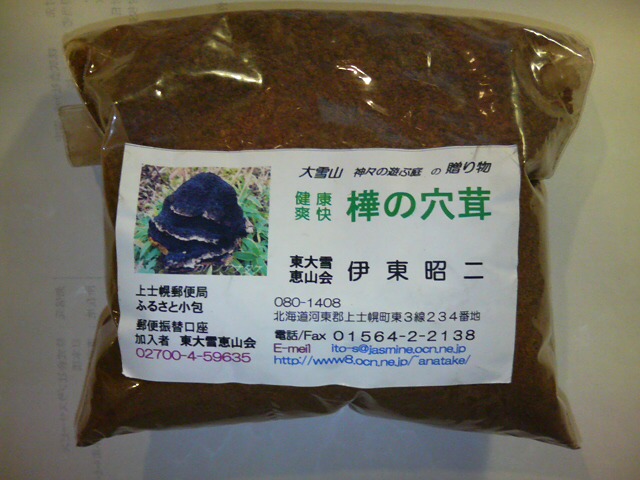 大雪山 神々の遊ぶ庭 の 贈り物
健康
爽快
樺の穴茸
東大雪
恵山会
伊東昭二
上士幌郵便局
ふるさと小包
郵便振替口座
加入者 東大雪恵山会
02700-4-59635
080-1408
北海道河東郡上士幌町東3線234番地
電話/Fax 01564-2-2138
E-meil ito-s@jasmine.ocn.ne.jp
http://www8.ocn.ne.jp/~anatake/